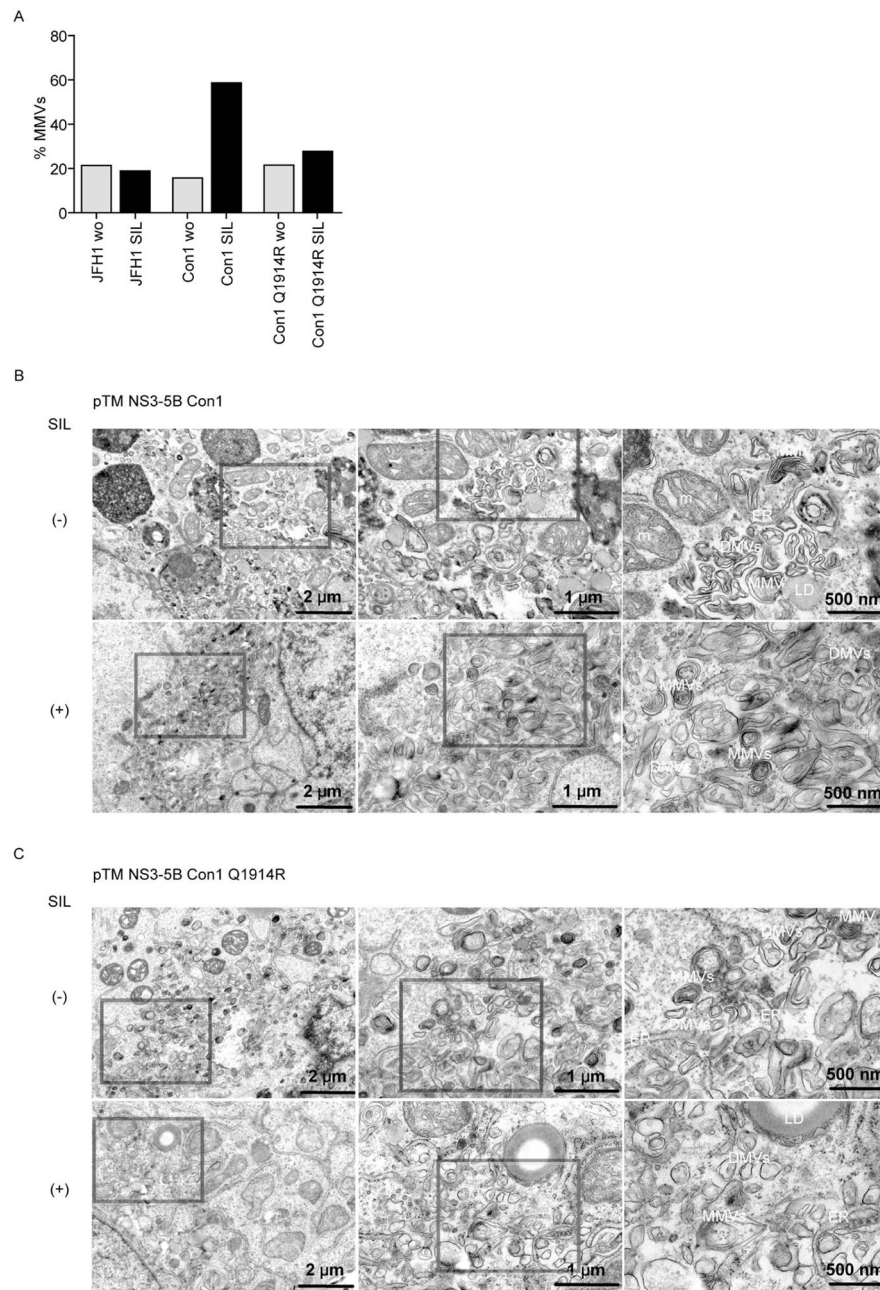 A
80
60
40
20
0
% MMVs
JFH1 wo
JFH1 SIL
Con1 wo
Con1 SIL
Con1 Q1914R wo
Con1 Q1914R SIL
B
pTM NS3-5B Con1
SIL
(-)
2 µm
1 µm
m
m
ER
DMVs
MMV
LD
500 nm
(+)
2 µm
1 µm
DMVs
MMVs
MMVs
500 nm
C
pTM NS3-5B Con1 Q1914R
SIL
(-)
2 µm
1 µm
MMV
DMVs
MMVs
ER
DMVs
ER
500 nm
(+)
2 µm
1 µm
LD
DMVs
MMVs
ER
500 nm